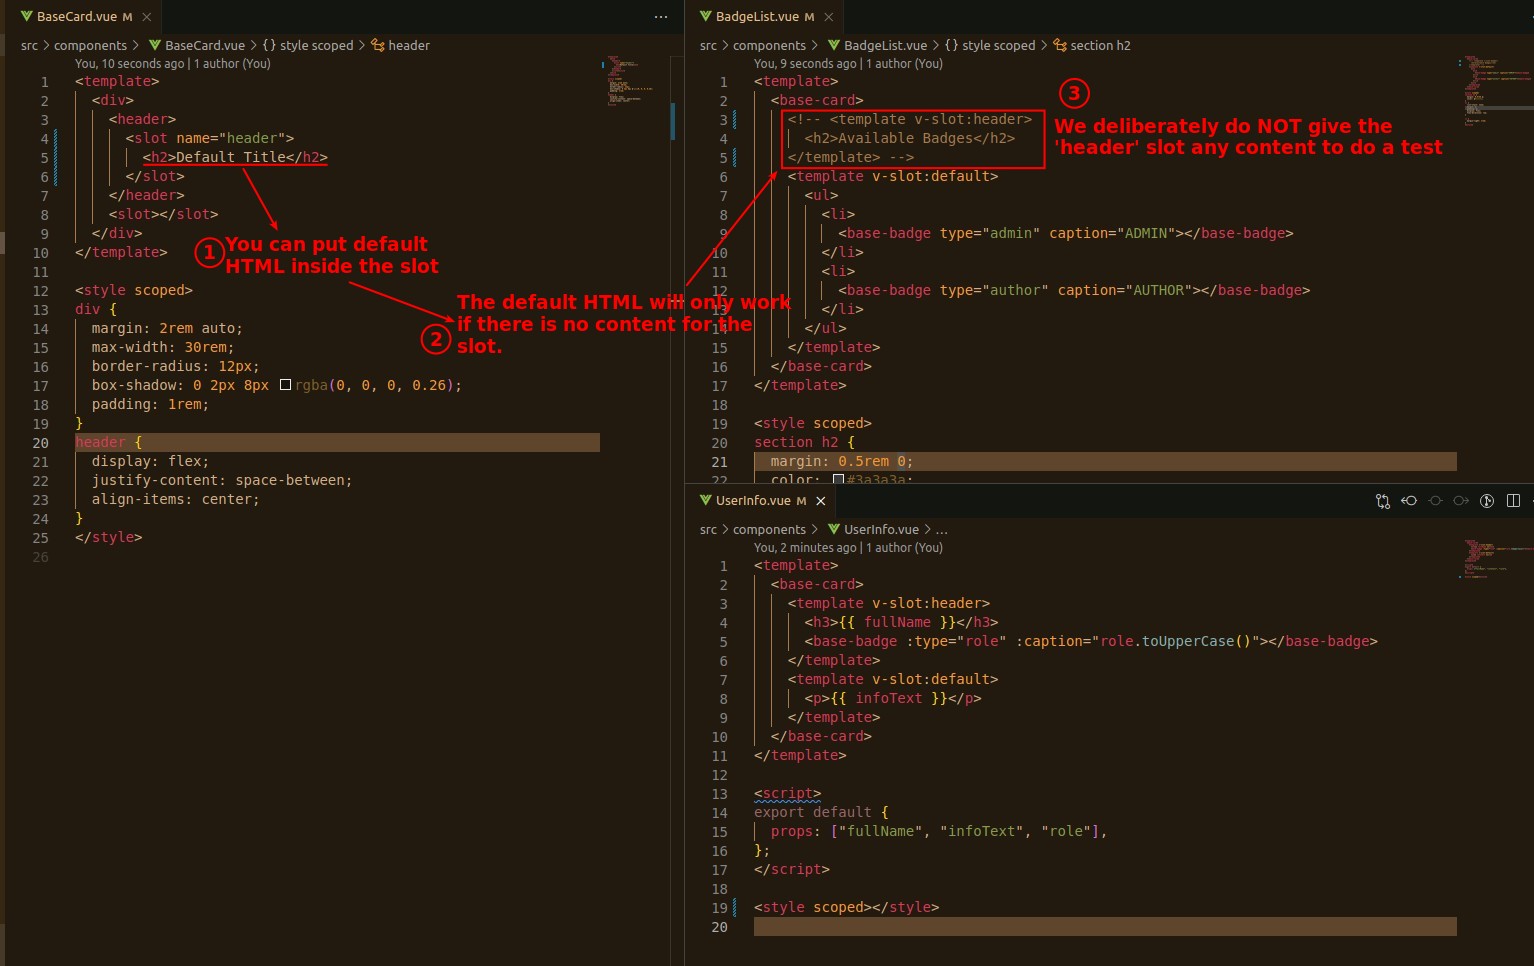 BaseCard.vue M
src > components > BaseCard.vue > {} style scoped > header
You, 10 seconds ago | 1 author (You)
1 <template>
2 <div>
3 <header>
4 <slot name="header">
5 <h2>Default Title</h2>
6 </slot>
7 </header>
8 <slot></slot>
9 </div>
10 </template>
11
12 <style scoped>
13 div {
14 margin: 2rem auto;
15 max-width: 30rem;
16 border-radius: 12px;
17 box-shadow: 0 2px 8px rgba(0, 0, 0, 0.26);
18 padding: 1rem;
19 }
20 header {
21 display: flex;
22 justify-content: space-between;
23 align-items: center;
24 }
25 </style>
26
1 You can put default
HTML inside the slot
2 The default HTML will only work
if there is no content for the
slot.
BadgeList.vue M
src > components > BadgeList.vue > {} style scoped > section h2
You, 9 seconds ago | 1 author (You)
1 <template>
2 <base-card>
3 <!-- <template v-slot:header>
4 <h2>Available Badges</h2>
5 </template> -->
6 <template v-slot:default>
7 <ul>
8 <li>
9 <base-badge type="admin" caption="ADMIN"></base-badge>
10 </li>
11 <li>
12 <base-badge type="author" caption="AUTHOR"></base-badge>
13 </li>
14 </ul>
15 </template>
16 </base-card>
17 </template>
18
19 <style scoped>
20 section h2 {
21 margin: 0.5rem 0;
22 color: #3a3a3a;
3
We deliberately do NOT give the
'header' slot any content to do a test
UserInfo.vue M
src > components > UserInfo.vue > ...
You, 2 minutes ago | 1 author (You)
1 <template>
2 <base-card>
3 <template v-slot:header>
4 <h3>{{ fullName }}</h3>
5 <base-badge :type="role" :caption="role.toUpperCase()"></base-badge>
6 </template>
7 <template v-slot:default>
8 <p>{{ infoText }}</p>
9 </template>
10 </base-card>
11 </template>
12
13 <script>
14 export default {
15 props: ["fullName", "infoText", "role"],
16 };
17 </script>
18
19 <style scoped></style>
20